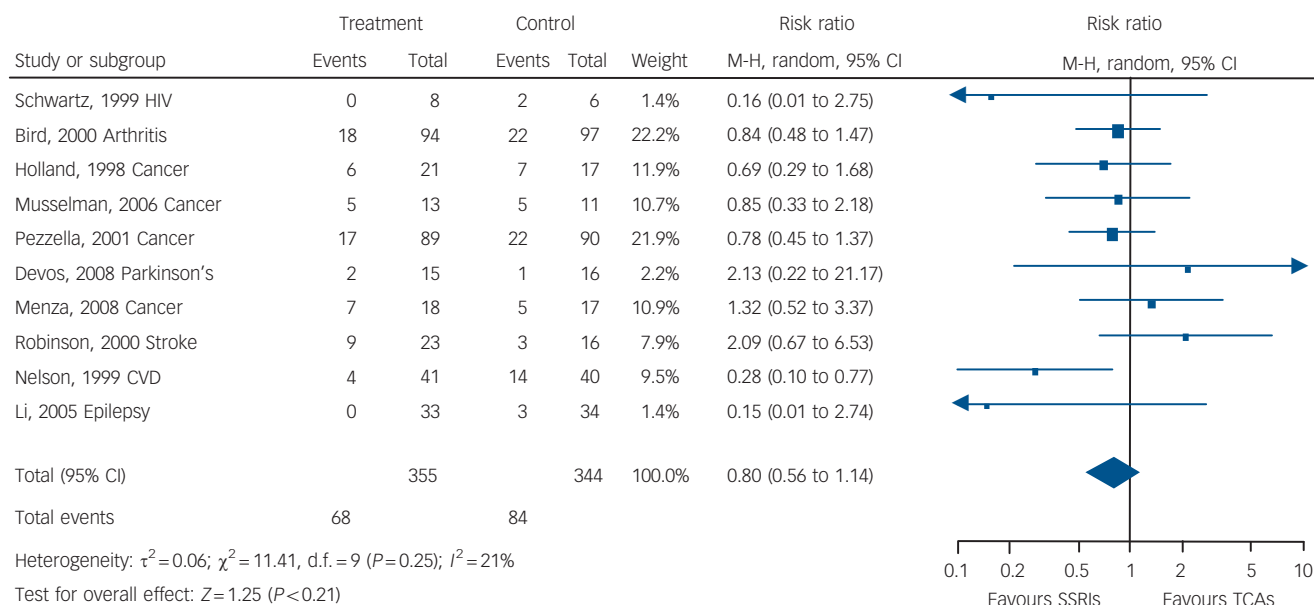 Treatment Control Risk ratio Risk ratio
Study or subgroup Events Total Events Total Weight M-H, random, 95% CI M-H, random, 95% CI
Schwartz, 1999 HIV 0 8 2 6 1.4% 0.16 (0.01 to 2.75)
Bird, 2000 Arthritis 18 94 22 97 22.2% 0.84 (0.48 to 1.47)
Holland, 1998 Cancer 6 21 7 17 11.9% 0.69 (0.29 to 1.68)
Musselman, 2006 Cancer 5 13 5 11 10.7% 0.85 (0.33 to 2.18)
Pezzella, 2001 Cancer 17 89 22 90 21.9% 0.78 (0.45 to 1.37)
Devos, 2008 Parkinson's 2 15 1 16 2.2% 2.13 (0.22 to 21.17)
Menza, 2008 Cancer 7 18 5 17 10.9% 1.32 (0.52 to 3.37)
Robinson, 2000 Stroke 9 23 3 16 7.9% 2.09 (0.67 to 6.53)
Nelson, 1999 CVD 4 41 14 40 9.5% 0.28 (0.10 to 0.77)
Li, 2005 Epilepsy 0 33 3 34 1.4% 0.15 (0.01 to 2.74)
Total (95% CI) 355 344 100.0% 0.80 (0.56 to 1.14)
Total events 68 84
Heterogeneity: τ²=0.06; χ²=11.41, d.f.=9 (P=0.25); I²=21%
Test for overall effect: Z=1.25 (P<0.21)
0.1 0.2 0.5 1 2 5 10
Favours SSRIs Favours TCAs